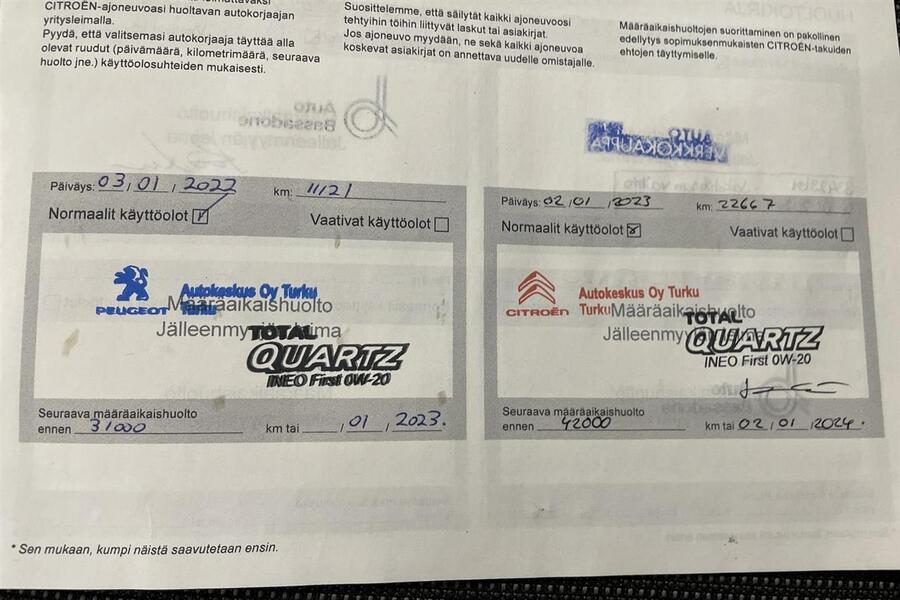 CITROËN-ajoneuvoasi huoltavan autokorjaajan
yritysleimalla.
Pyydä, että valitsemasi autokorjaaja täyttää alla
olevat ruudut (päivämäärä, kilometrimäärä, seuraava
huolto jne.) käyttöolosuhteiden mukaisesti.
Suosittelemme, että säilytät kaikki ajoneuvoosi
tehtyihin töihin liittyvät laskut tai asiakirjat.
Jos ajoneuvo myydään, ne sekä kaikki ajoneuvoa
koskevat asiakirjat on annettava uudelle omistajalle.
Määräaikaishuoltojen suorittaminen on pakollinen
edellytys sopimuksenmukaisten CITROËN-takuiden
ehtojen täyttymiselle.
Auto
Bassadone
AUTO
VERKKOKAUPPA
Päiväys: 03 / 01 / 2022 km: 11121
Normaalit käyttöolot Vaativat käyttöolot
PEUGEOT
Autokeskus Oy Turku
Turku
Määräaikaishuolto
TOTAL
QUARTZ
INEO First 0W-20
Seuraava määräaikaishuolto
ennen 31000 km tai / 01 / 2023.
Päiväys: 02 / 01 / 2023 km: 22667
Normaalit käyttöolot Vaativat käyttöolot
CITROËN
Autokeskus Oy Turku
Turku
Määräaikaishuolto
TOTAL
QUARTZ
INEO First 0W-20
Seuraava määräaikaishuolto
ennen 42000 km tai 02 / 01 / 2024.
* Sen mukaan, kumpi näistä saavutetaan ensin.